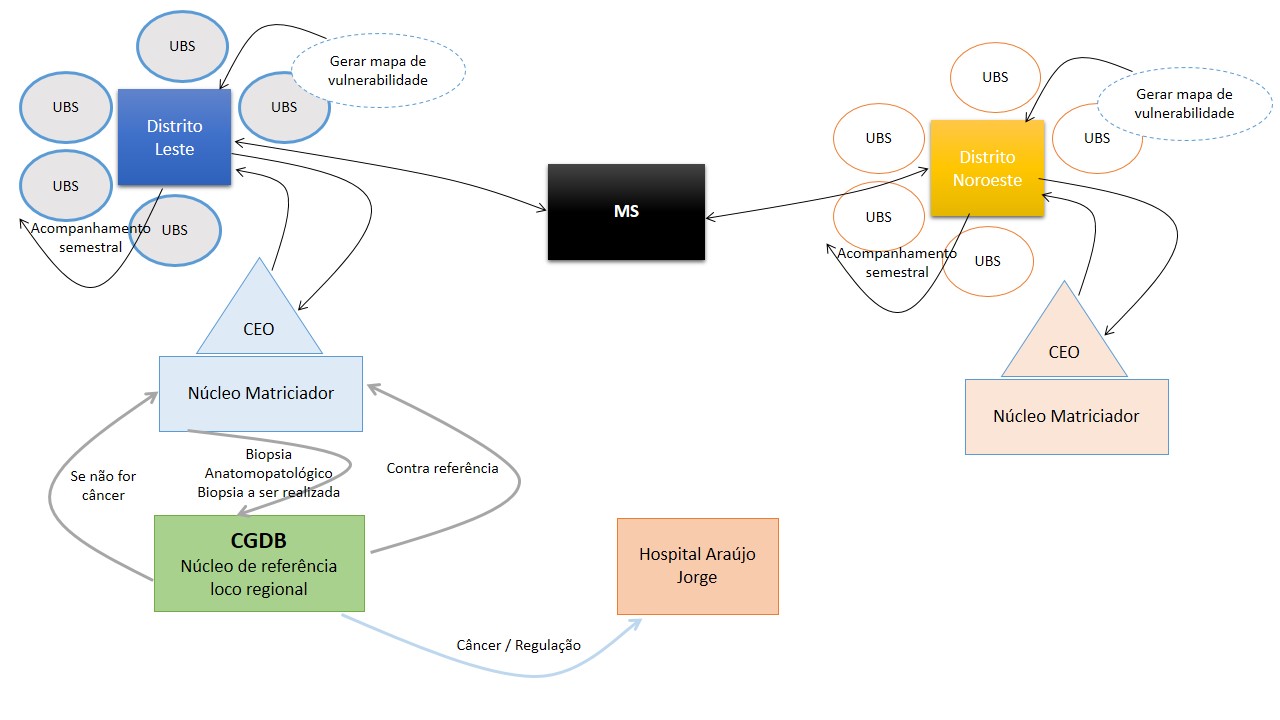 UBS
UBS
UBS
UBS
UBS
Distrito
Leste
Gerar mapa de
vulnerabilidade
Acompanhamento
semestral
MS
UBS
UBS
UBS
UBS
UBS
Distrito
Noroeste
Gerar mapa de
vulnerabilidade
Acompanhamento
semestral
CEO
Núcleo Matriciador
CEO
Núcleo Matriciador
Se não for
câncer
Biopsia
Anatomopatológico
Biopsia a ser realizada
Contra referência
CGDB
Núcleo de referência
loco regional
Hospital Araújo
Jorge
Câncer / Regulação